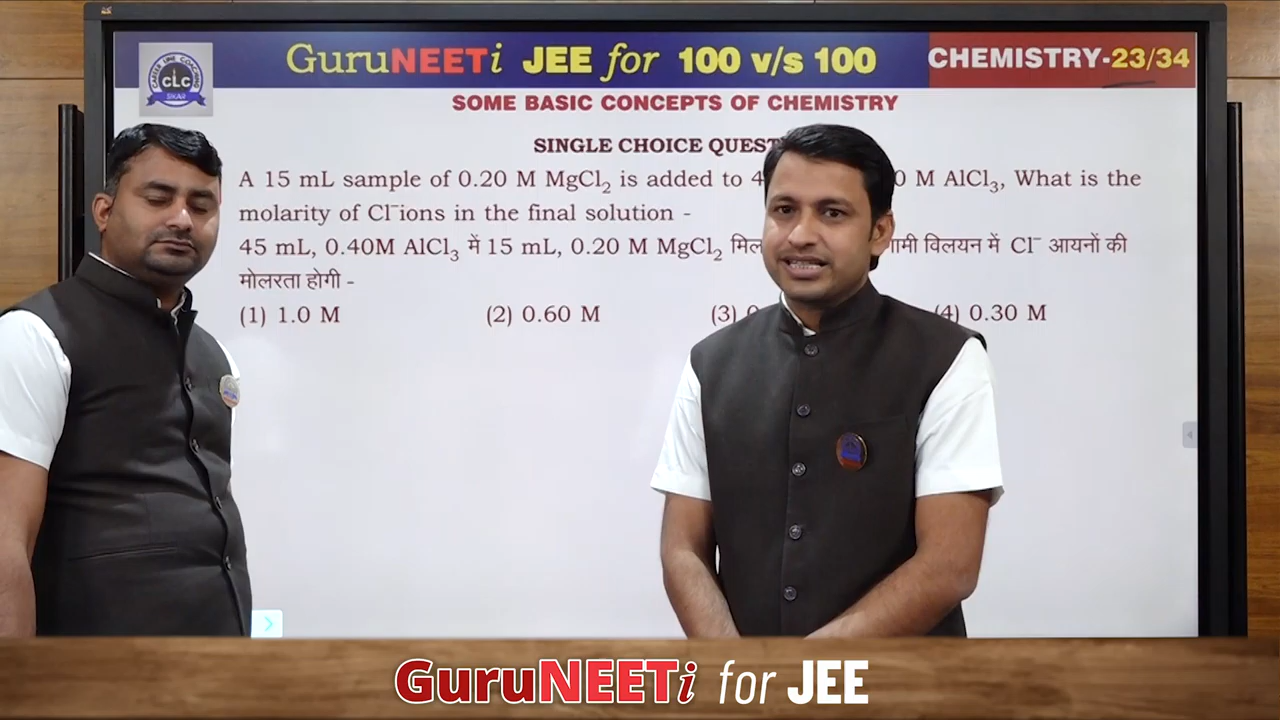 GuruNEETi JEE for 100 v/s 100
CHEMISTRY-23/34
CLC
SIKAR
SOME BASIC CONCEPTS OF CHEMISTRY
SINGLE CHOICE
A 15 mL sample of 0.20 M MgCl₂ is added to M AlCl₃, What is the
molarity of Cl⁻ions in the final solution -
45 mL, 0.40M AlCl₃ में 15 mL, 0.20 M MgCl₂ विलयन में Cl⁻ आयनों की
मोलरता होगी -
(1) 1.0 M (2) 0.60 M (3) (4) 0.30 M
GuruNEETi for JEE